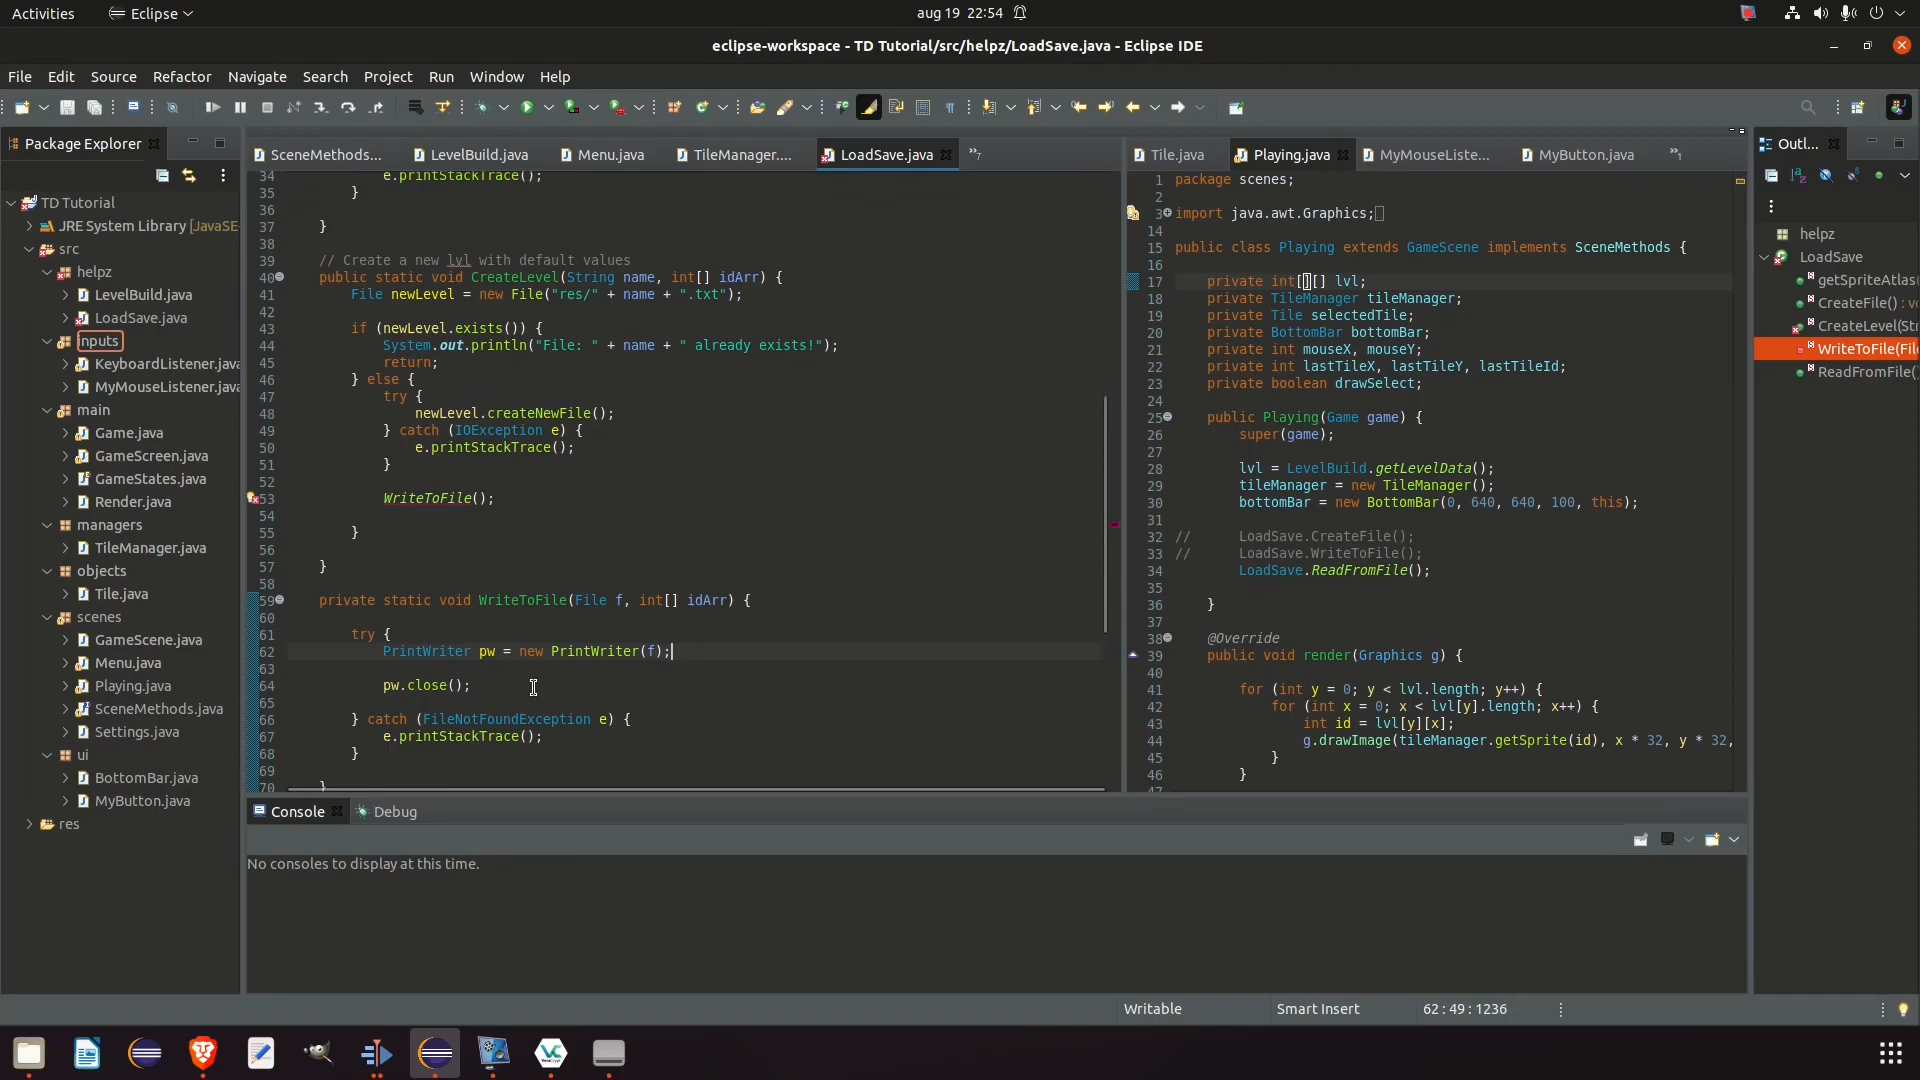 Activities
Eclipse
aug 19 22:54
eclipse-workspace - TD Tutorial/src/helpz/LoadSave.java - Eclipse IDE
File Edit Source Refactor Navigate Search Project Run Window Help
Package Explorer
TD Tutorial
JRE System Library [JavaSE
src
helpz
LevelBuild.java
LoadSave.java
inputs
KeyboardListener.java
MyMouseListener.java
main
Game.java
GameScreen.java
GameStates.java
Render.java
managers
TileManager.java
objects
Tile.java
scenes
GameScene.java
Menu.java
Playing.java
SceneMethods.java
Settings.java
ui
BottomBar.java
MyButton.java
res
SceneMethods... LevelBuild.java Menu.java TileManager.... LoadSave.java »7
34 e.printStackTrace();
35 }
36
37 }
38
39 // Create a new lvl with default values
40 public static void CreateLevel(String name, int[] idArr) {
41 File newLevel = new File("res/" + name + ".txt");
42
43 if (newLevel.exists()) {
44 System.out.println("File: " + name + " already exists!");
45 return;
46 } else {
47 try {
48 newLevel.createNewFile();
49 } catch (IOException e) {
50 e.printStackTrace();
51 }
52
53 WriteToFile();
54
55 }
56
57 }
58
59 private static void WriteToFile(File f, int[] idArr) {
60
61 try {
62 PrintWriter pw = new PrintWriter(f);
63
64 pw.close();
65
66 } catch (FileNotFoundException e) {
67 e.printStackTrace();
68 }
69
70 }
Tile.java Playing.java MyMouseListe... MyButton.java »1
1 package scenes;
2
3 import java.awt.Graphics;
14
15 public class Playing extends GameScene implements SceneMethods {
16
17 private int[][] lvl;
18 private TileManager tileManager;
19 private Tile selectedTile;
20 private BottomBar bottomBar;
21 private int mouseX, mouseY;
22 private int lastTileX, lastTileY, lastTileId;
23 private boolean drawSelect;
24
25 public Playing(Game game) {
26 super(game);
27
28 lvl = LevelBuild.getLevelData();
29 tileManager = new TileManager();
30 bottomBar = new BottomBar(0, 640, 640, 100, this);
31
32 // LoadSave.CreateFile();
33 // LoadSave.WriteToFile();
34 LoadSave.ReadFromFile();
35
36 }
37
38 @Override
39 public void render(Graphics g) {
40
41 for (int y = 0; y < lvl.length; y++) {
42 for (int x = 0; x < lvl[y].length; x++) {
43 int id = lvl[y][x];
44 g.drawImage(tileManager.getSprite(id), x * 32, y * 32,
45 }
46 }
47
Outl...
helpz
LoadSave
getSpriteAtlas(
CreateFile() : vo
CreateLevel(Str
WriteToFile(File
ReadFromFile()
Console Debug
No consoles to display at this time.
Writable Smart Insert 62 : 49 : 1236